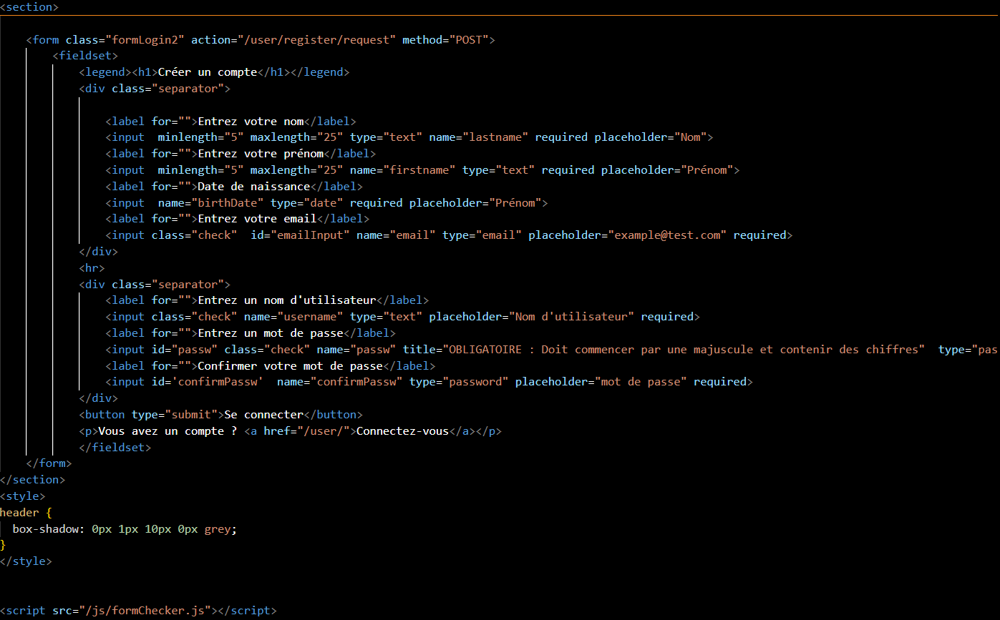 <section>
<form class="formLogin2" action="/user/register/request" method="POST">
<fieldset>
<legend><h1>Créer un compte</h1></legend>
<div class="separator">
<label for="">Entrez votre nom</label>
<input  minlength="5" maxlength="25" type="text" name="lastname" required placeholder="Nom">
<label for="">Entrez votre prénom</label>
<input  minlength="5" maxlength="25" name="firstname" type="text" required placeholder="Prénom">
<label for="">Date de naissance</label>
<input  name="birthDate" type="date" required placeholder="Prénom">
<label for="">Entrez votre email</label>
<input class="check"  id="emailInput" name="email" type="email" placeholder="example@test.com" required>
</div>
<hr>
<div class="separator">
<label for="">Entrez un nom d'utilisateur</label>
<input class="check" name="username" type="text" placeholder="Nom d'utilisateur" required>
<label for="">Entrez un mot de passe</label>
<input id="passw" class="check" name="passw" title="OBLIGATOIRE : Doit commencer par une majuscule et contenir des chiffres"  type="pas
<label for="">Confirmer votre mot de passe</label>
<input id='confirmPassw'  name="confirmPassw" type="password" placeholder="mot de passe" required>
</div>
<button type="submit">Se connecter</button>
<p>Vous avez un compte ? <a href="/user/">Connectez-vous</a></p>
</fieldset>
</form>
</section>
<style>
header {
box-shadow: 0px 1px 10px 0px grey;
}
</style>
<script src="/js/formChecker.js"></script>